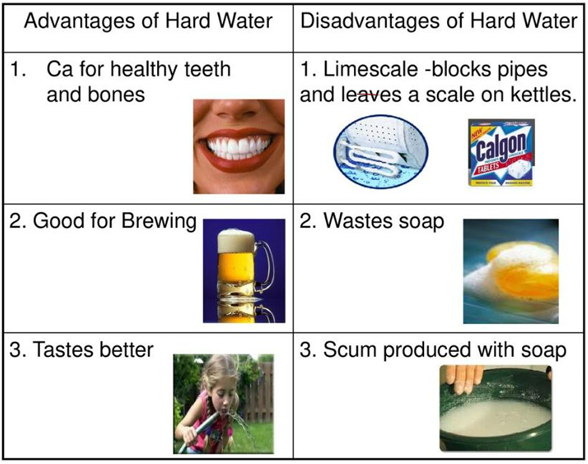 Advantages of Hard Water
Disadvantages of Hard Water
1. Ca for healthy teeth
and bones
1. Limescale -blocks pipes
and leaves a scale on kettles.
NEW
Calgon
TABLETS
2. Good for Brewing
2. Wastes soap
3. Tastes better
3. Scum produced with soap